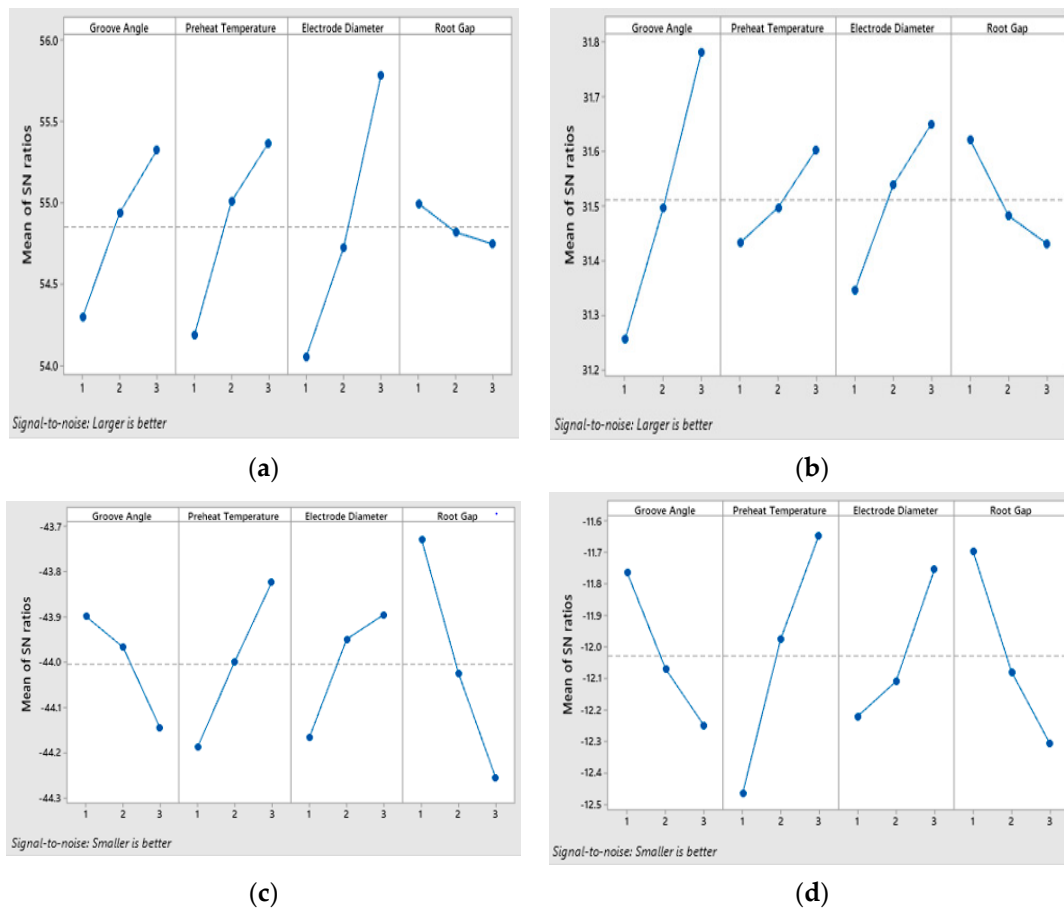 Groove Angle Preheat Temperature Electrode Diameter Root Gap
56.0
55.5
55.0
54.5
54.0
Mean of SN ratios
1 2 3 1 2 3 1 2 3 1 2 3
Signal-to-noise: Larger is better
(a)
Groove Angle Preheat Temperature Electrode Diameter Root Gap
31.8
31.7
31.6
31.5
31.4
31.3
31.2
Mean of SN ratios
1 2 3 1 2 3 1 2 3 1 2 3
Signal-to-noise: Larger is better
(b)
Groove Angle Preheat Temperature Electrode Diameter Root Gap
-43.7
-43.8
-43.9
-44.0
-44.1
-44.2
-44.3
Mean of SN ratios
1 2 3 1 2 3 1 2 3 1 2 3
Signal-to-noise: Smaller is better
(c)
Groove Angle Preheat Temperature Electrode Diameter Root Gap
-11.6
-11.7
-11.8
-11.9
-12.0
-12.1
-12.2
-12.3
-12.4
-12.5
Mean of SN ratios
1 2 3 1 2 3 1 2 3 1 2 3
Signal-to-noise: Smaller is better
(d)